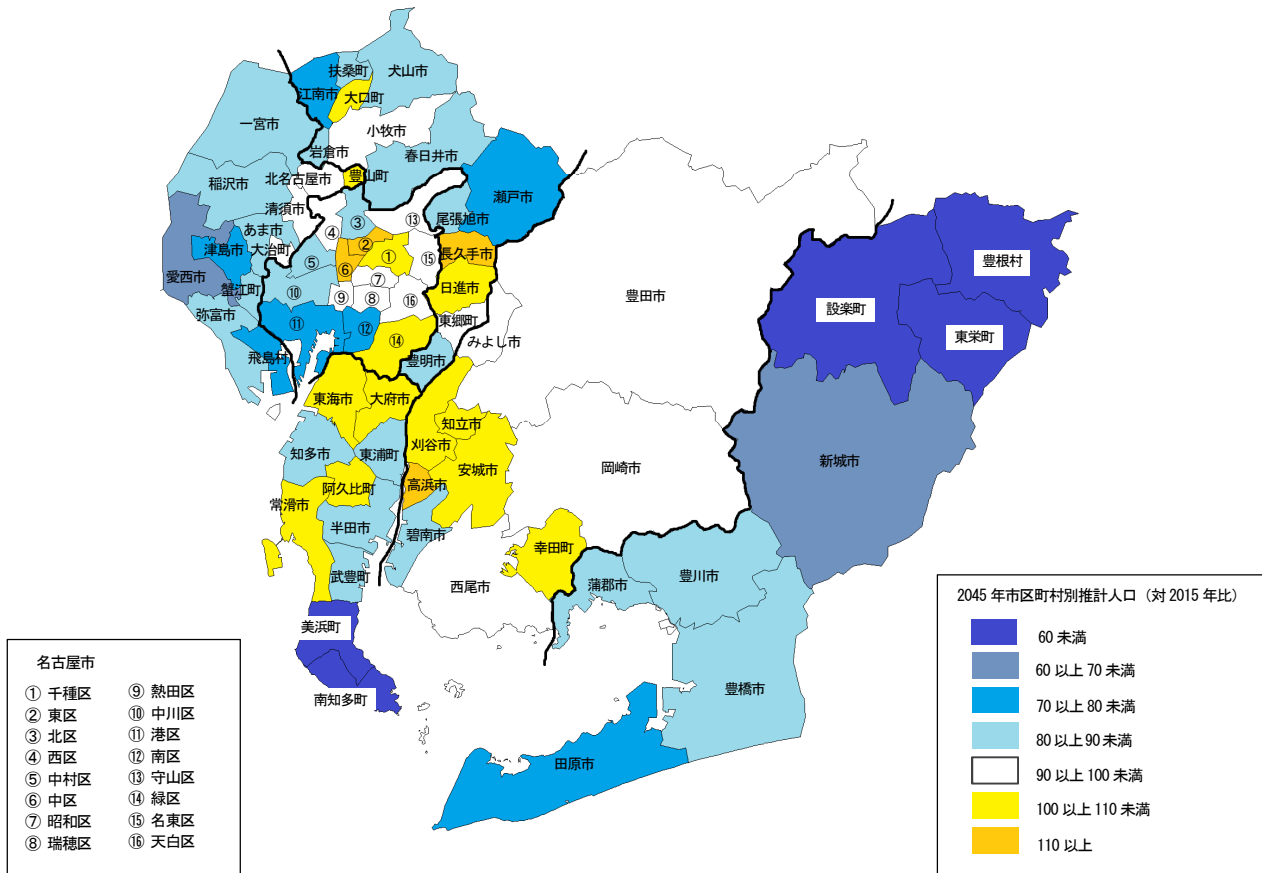 扶桑町
犬山市
江南市
大口町
一宮市
小牧市
岩倉市
春日井市
北名古屋市
豊山町
稲沢市
瀬戸市
清須市
③
⑬
尾張旭市
④
あま市
②
津島市
大治町
⑤
①
⑮
長久手市
豊根村
愛西市
⑥
⑦
蟹江町
⑩
⑨
⑧
⑯
日進市
豊田市
設楽町
弥富市
東郷町
東栄町
⑪
⑫
⑭
みよし市
飛島村
豊明市
東海市
大府市
知立市
知多市
東浦町
刈谷市
新城市
安城市
岡崎市
阿久比町
高浜市
常滑市
半田市
碧南市
幸田町
武豊町
豊川市
西尾市
蒲郡市
美浜町
豊橋市
南知多町
田原市
名古屋市
① 千種区
② 東区
③ 北区
④ 西区
⑤ 中村区
⑥ 中区
⑦ 昭和区
⑧ 瑞穂区
⑨ 熱田区
⑩ 中川区
⑪ 港区
⑫ 南区
⑬ 守山区
⑭ 緑区
⑮ 名東区
⑯ 天白区
2045 年市区町村別推計人口（対 2015 年比）
60 未満
60 以上 70 未満
70 以上 80 未満
80 以上 90 未満
90 以上 100 未満
100 以上 110 未満
110 以上